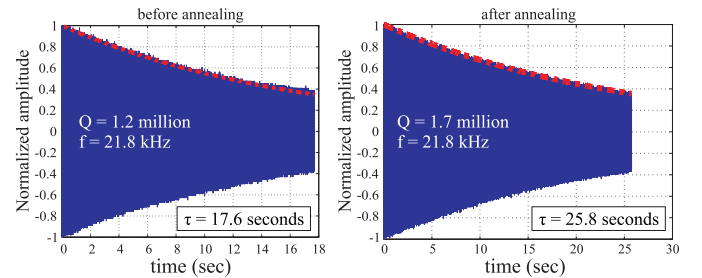 before annealing
Normalized amplitude
1
0.8
0.6
0.4
0.2
0
-0.2
-0.4
-0.6
-0.8
-1
Q = 1.2 million
f = 21.8 kHz
τ = 17.6 seconds
0 2 4 6 8 10 12 14 16 18
time (sec)
after annealing
Normalized amplitude
1
0.8
0.6
0.4
0.2
0
-0.2
-0.4
-0.6
-0.8
-1
Q = 1.7 million
f = 21.8 kHz
τ = 25.8 seconds
0 5 10 15 20 25 30
time (sec)